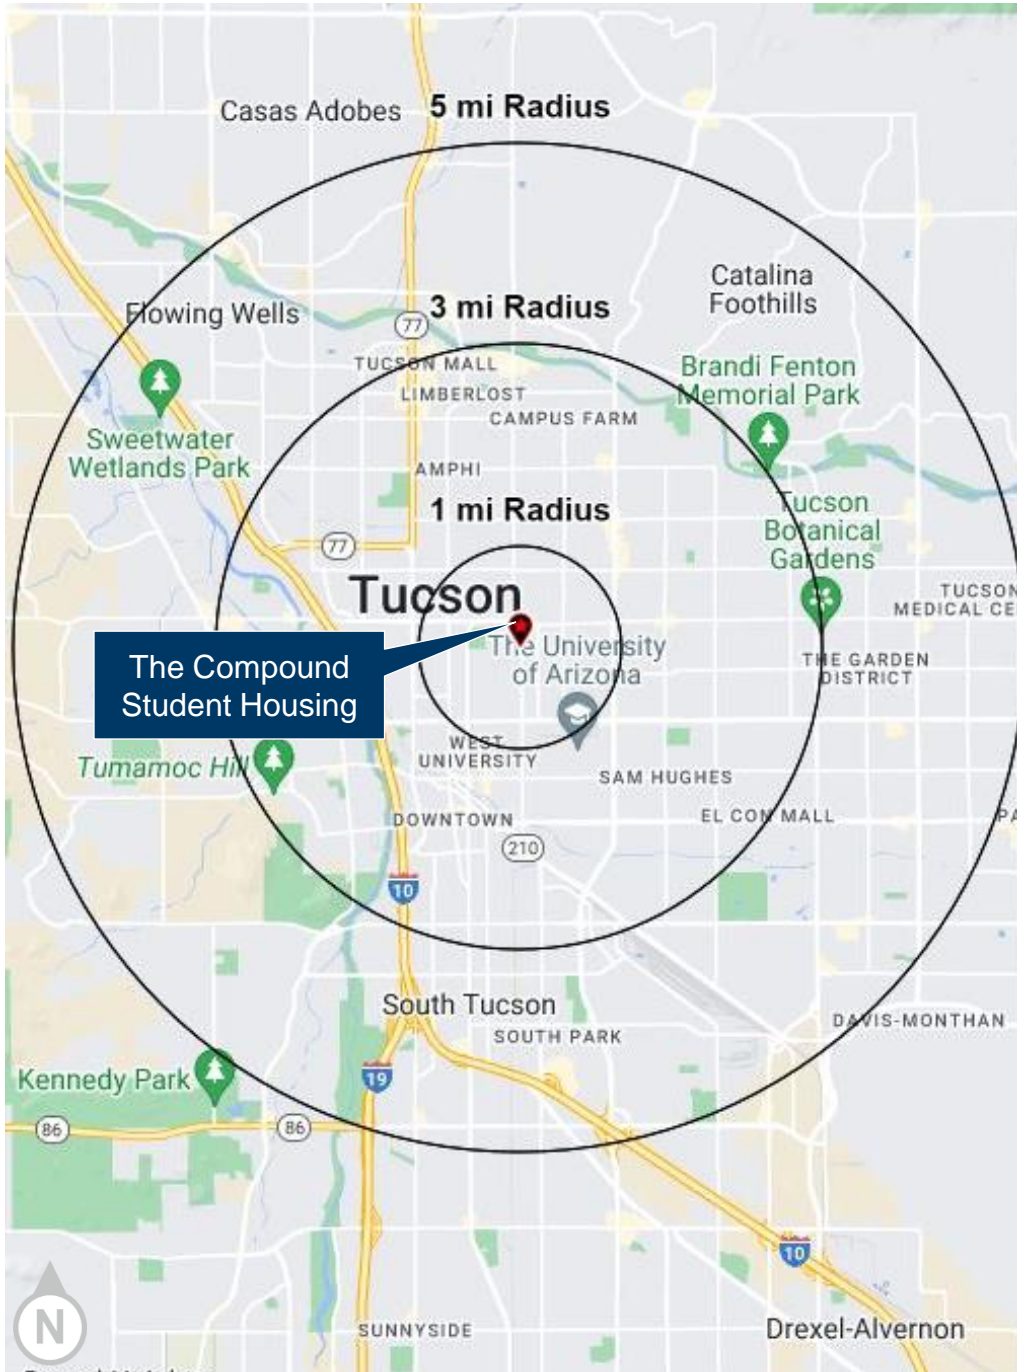 Casas Adobes
5 mi Radius
Catalina
Foothills
Flowing Wells
3 mi Radius
77
TUCSON MALL
LIMBERLOST
CAMPUS FARM
Brandi Fenton
Memorial Park
Sweetwater
Wetlands Park
AMPHI
1 mi Radius
Tucson
Botanical
Gardens
77
Tucson
TUCSON
MEDICAL CE
The Compound
Student Housing
The University
of Arizona
THE GARDEN
DISTRICT
WEST
UNIVERSITY
Tumamoc Hill
SAM HUGHES
DOWNTOWN
EL CON MALL
PA
210
10
South Tucson
SOUTH PARK
DAVIS-MONTHAN
Kennedy Park
19
86
86
10
N
SUNNYSIDE
Drexel-Alvernon